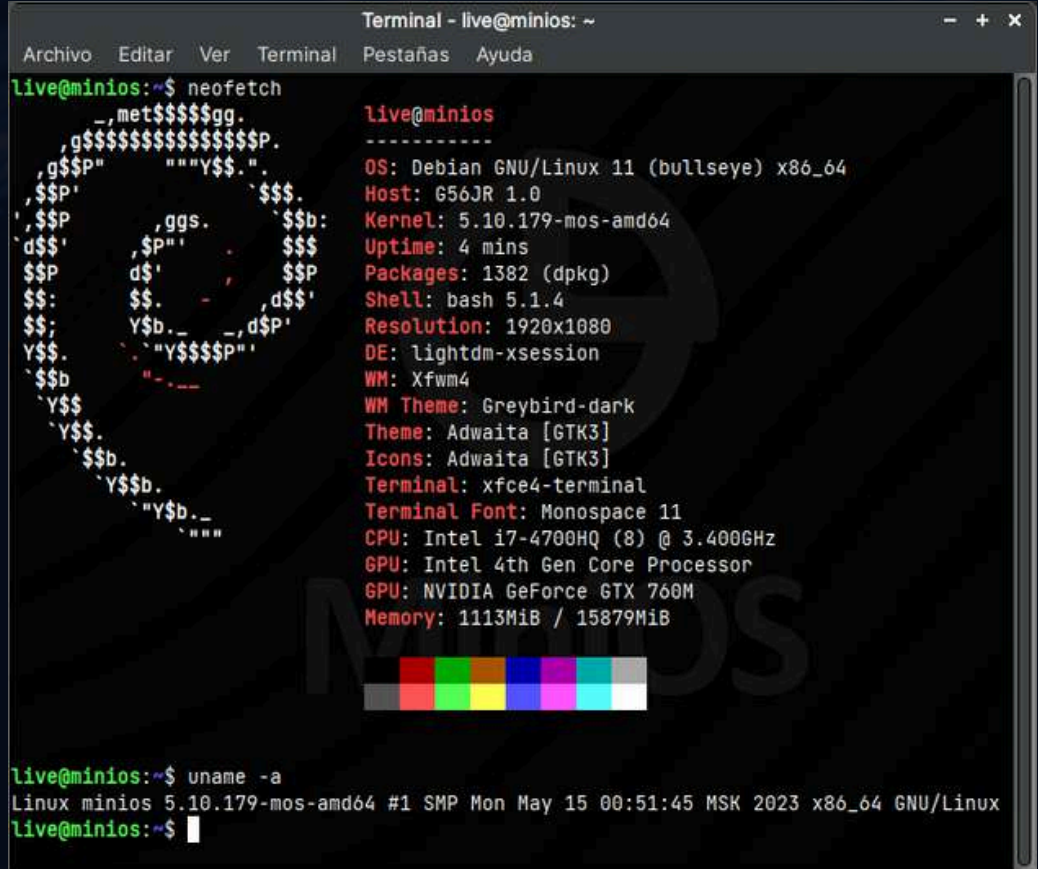 Terminal - live@minios: ~
Archivo Editar Ver Terminal Pestañas Ayuda
live@minios:~$ neofetch
_,met$$$$$gg.
,g$$$$$$$$$$$$$$$P.
,g$$P"     """Y$$.".
,$$P'              `$$$.
',$$P       ,ggs.     `$$b:
`d$$'     ,$P"'   .    $$$
$$P      d$'     ,    $$P
$$:      $$.   -    ,d$$'
$$;      Y$b._   _,d$P'
Y$$.    `.`"Y$$$$P"'
`$$b      "-.__
`Y$$
`Y$$.
`$$b.
`Y$$b.
`"Y$b._
`"""
live@minios
-----------
OS: Debian GNU/Linux 11 (bullseye) x86_64
Host: G56JR 1.0
Kernel: 5.10.179-mos-amd64
Uptime: 4 mins
Packages: 1382 (dpkg)
Shell: bash 5.1.4
Resolution: 1920x1080
DE: lightdm-xsession
WM: Xfwm4
WM Theme: Greybird-dark
Theme: Adwaita [GTK3]
Icons: Adwaita [GTK3]
Terminal: xfce4-terminal
Terminal Font: Monospace 11
CPU: Intel i7-4700HQ (8) @ 3.400GHz
GPU: Intel 4th Gen Core Processor
GPU: NVIDIA GeForce GTX 760M
Memory: 1113MiB / 15879MiB
MiniOS
live@minios:~$ uname -a
Linux minios 5.10.179-mos-amd64 #1 SMP Mon May 15 00:51:45 MSK 2023 x86_64 GNU/Linux
live@minios:~$